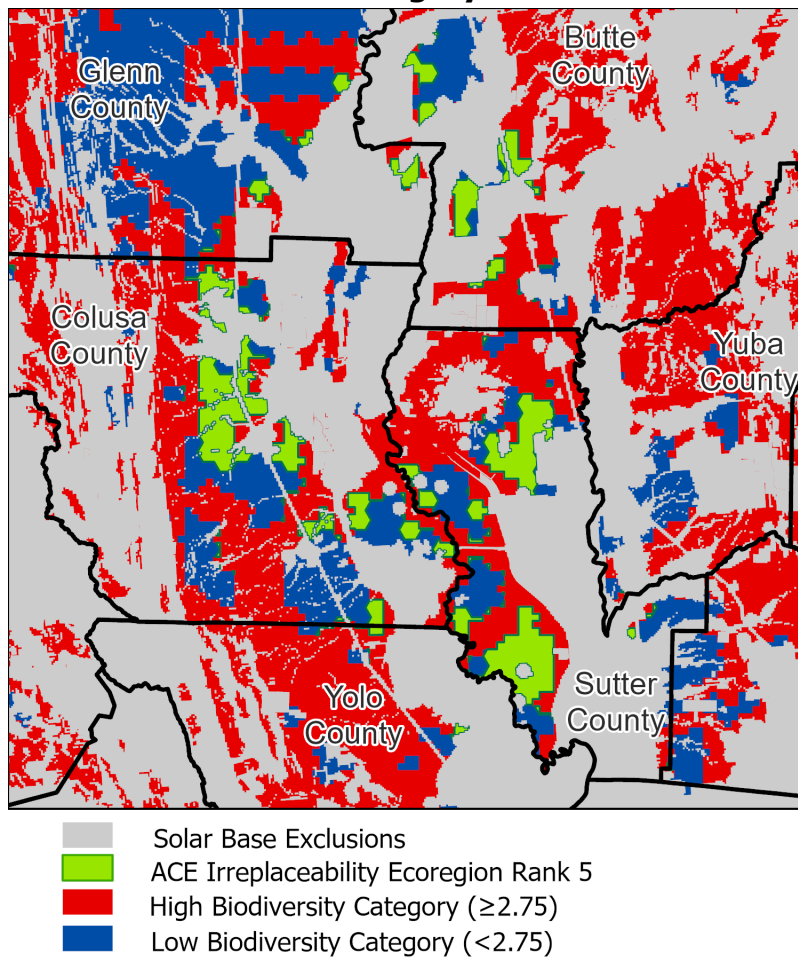 Glenn
County
Butte
County
Colusa
County
Yuba
County
Yolo
County
Sutter
County
Solar Base Exclusions
ACE Irreplaceability Ecoregion Rank 5
High Biodiversity Category (≥2.75)
Low Biodiversity Category (<2.75)